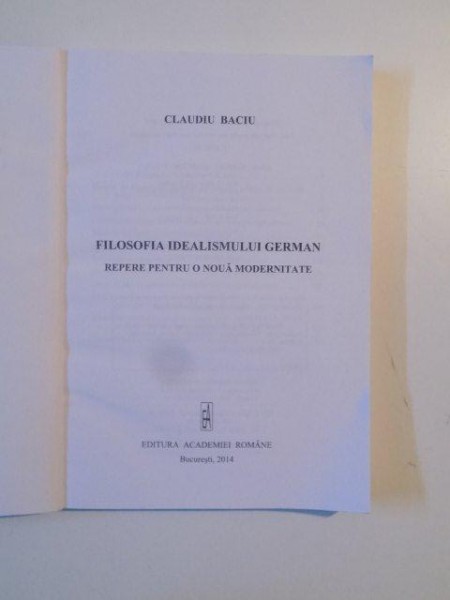 CLAUDIU BACIU
FILOSOFIA IDEALISMULUI GERMAN
REPERE PENTRU O NOUĂ MODERNITATE
EDITURA ACADEMIEI ROMÂNE
București, 2014